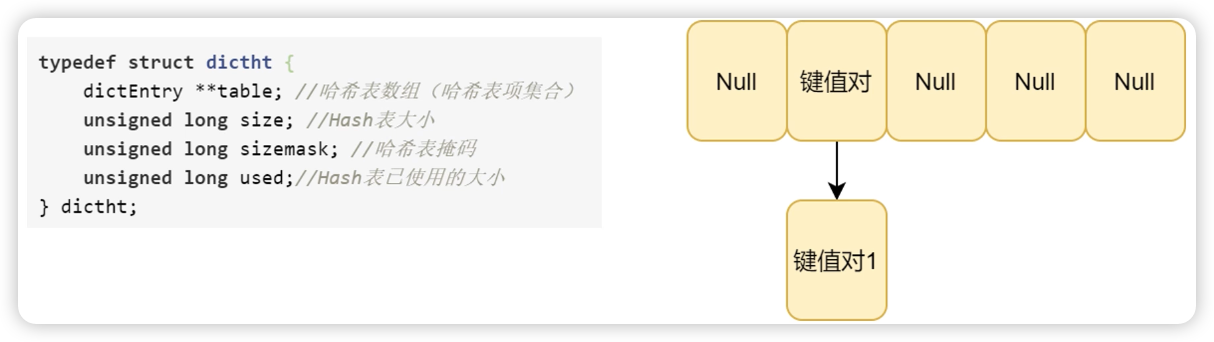 typedef struct dictht {
    dictEntry **table; //哈希表数组（哈希表项集合）
    unsigned long size; //Hash表大小
    unsigned long sizemask; //哈希表掩码
    unsigned long used;//Hash表已使用的大小
} dictht;
Null 键值对 Null Null Null
键值对1